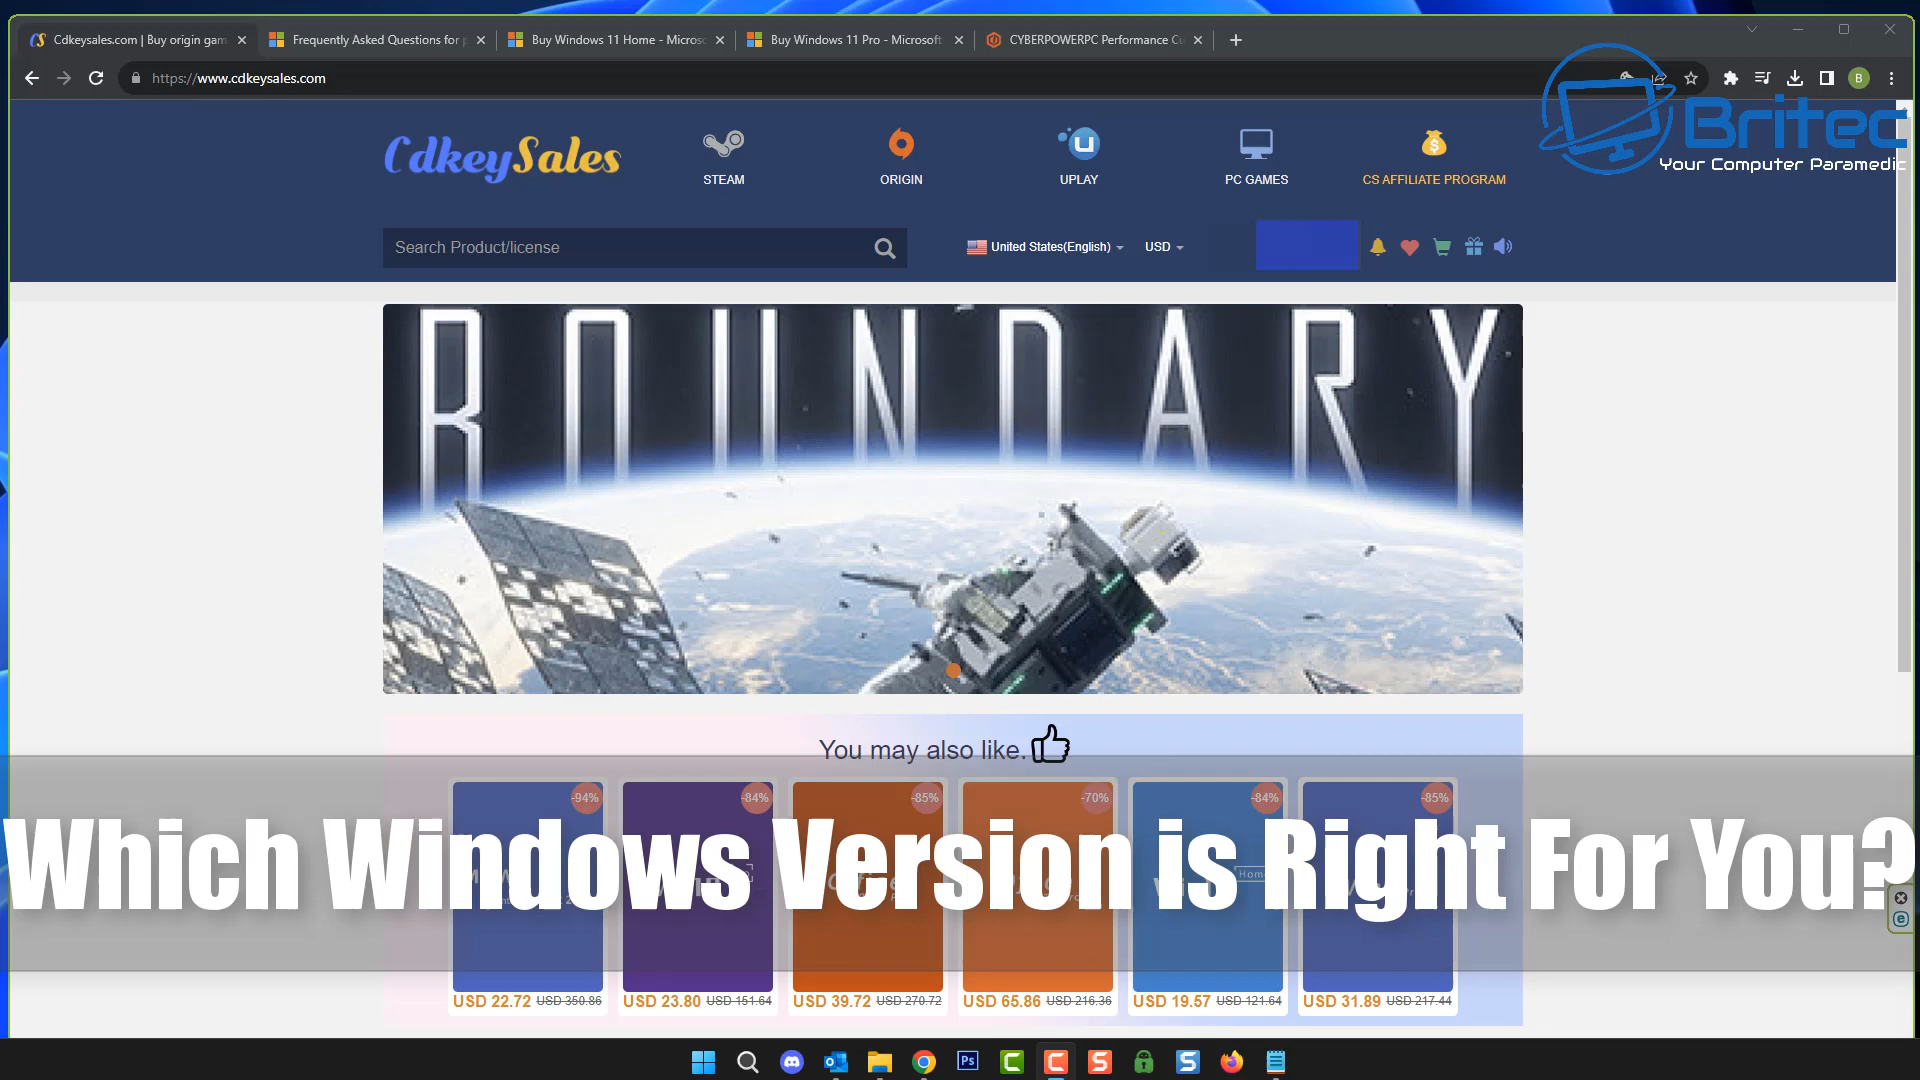 Cdkeysales.com | Buy origin gam
Frequently Asked Questions for p
Buy Windows 11 Home - Microsc
Buy Windows 11 Pro - Microsoft
CYBERPOWERPC Performance Cu
https://www.cdkeysales.com
B
Britec
Your Computer Paramedic
CdkeySales
STEAM
ORIGIN
UPLAY
PC GAMES
CS AFFILIATE PROGRAM
Search Product/license
United States(English)
USD
BOUNDARY
You may also like.
-94%
-84%
-85%
-70%
-84%
-85%
Home
Which Windows Version is Right For You?
USD 22.72 USD 350.86
USD 23.80 USD 151.64
USD 39.72 USD 270.72
USD 65.86 USD 216.36
USD 19.57 USD 121.64
USD 31.89 USD 217.44
Ps